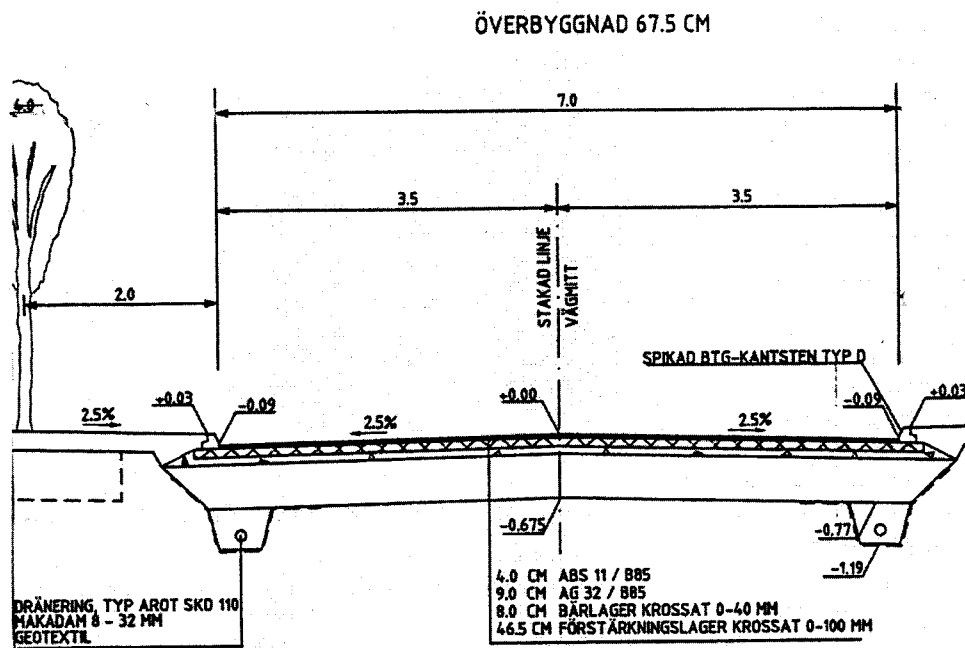 ÖVERBYGGNAD 67.5 CM
4.0
7.0
3.5
3.5
2.0
STAKAD LINJE
VÄGMITT
SPIKAD BTG-KANTSTEN TYP D
+0.03
-0.09
+0.00
-0.09
+0.03
2.5%
2.5%
2.5%
-0.675
-0.77
-1.19
4.0 CM ABS 11 / B85
9.0 CM AG 32 / B85
8.0 CM BÄRLAGER KROSSAT 0-40 MM
46.5 CM FÖRSTÄRKNINGSLAGER KROSSAT 0-100 MM
DRÄNERING, TYP AROT SKD 110
MAKADAM 8 - 32 MM
GEOTEXTIL